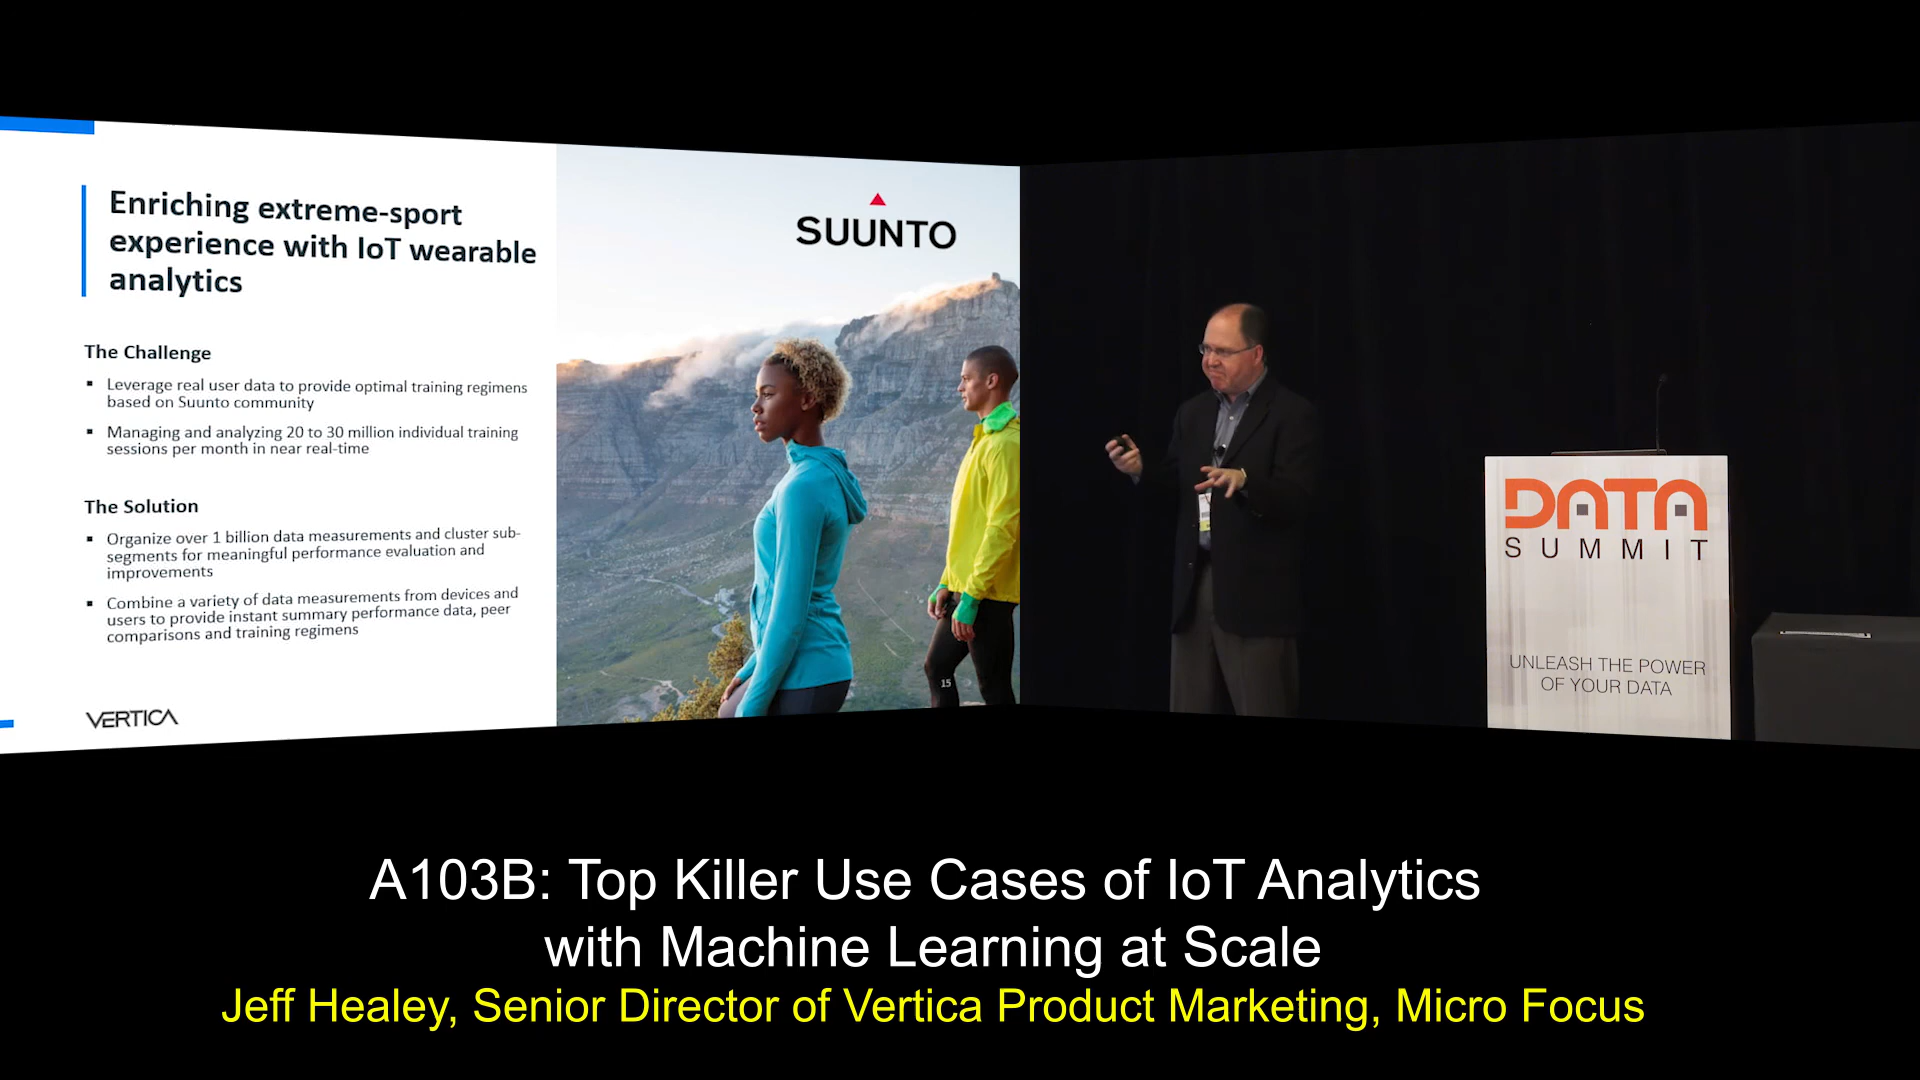 Enriching extreme-sport
experience with IoT wearable
analytics
The Challenge
▪ Leverage real user data to provide optimal training regimens
based on Suunto community
▪ Managing and analyzing 20 to 30 million individual training
sessions per month in near real-time
The Solution
▪ Organize over 1 billion data measurements and cluster sub-
segments for meaningful performance evaluation and
improvements
▪ Combine a variety of data measurements from devices and
users to provide instant summary performance data, peer
comparisons and training regimens
VERTICA
SUUNTO
15
DATA
SUMMIT
UNLEASH THE POWER
OF YOUR DATA
A103B: Top Killer Use Cases of IoT Analytics
with Machine Learning at Scale
Jeff Healey, Senior Director of Vertica Product Marketing, Micro Focus